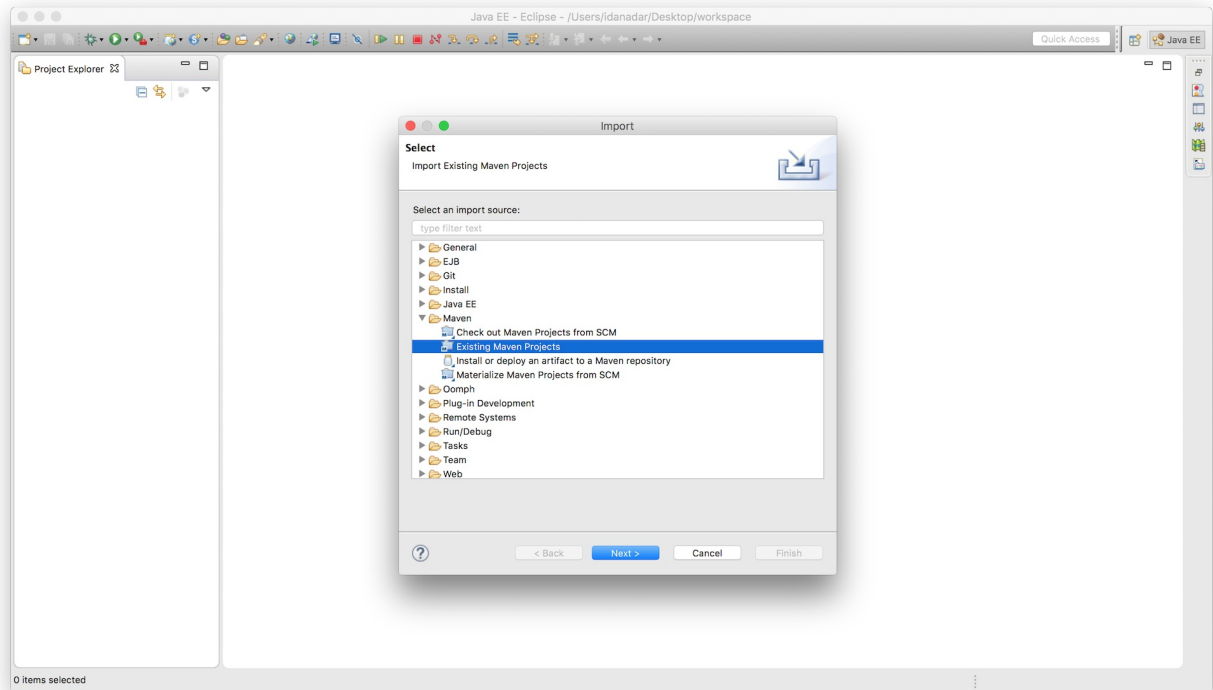 Java EE - Eclipse - /Users/idanadar/Desktop/workspace
Quick Access
Java EE
Project Explorer
Import
Select
Import Existing Maven Projects
Select an import source:
type filter text
General
EJB
Git
Install
Java EE
Maven
Check out Maven Projects from SCM
Existing Maven Projects
Install or deploy an artifact to a Maven repository
Materialize Maven Projects from SCM
Oomph
Plug-in Development
Remote Systems
Run/Debug
Tasks
Team
Web
?
< Back
Next >
Cancel
Finish
0 items selected